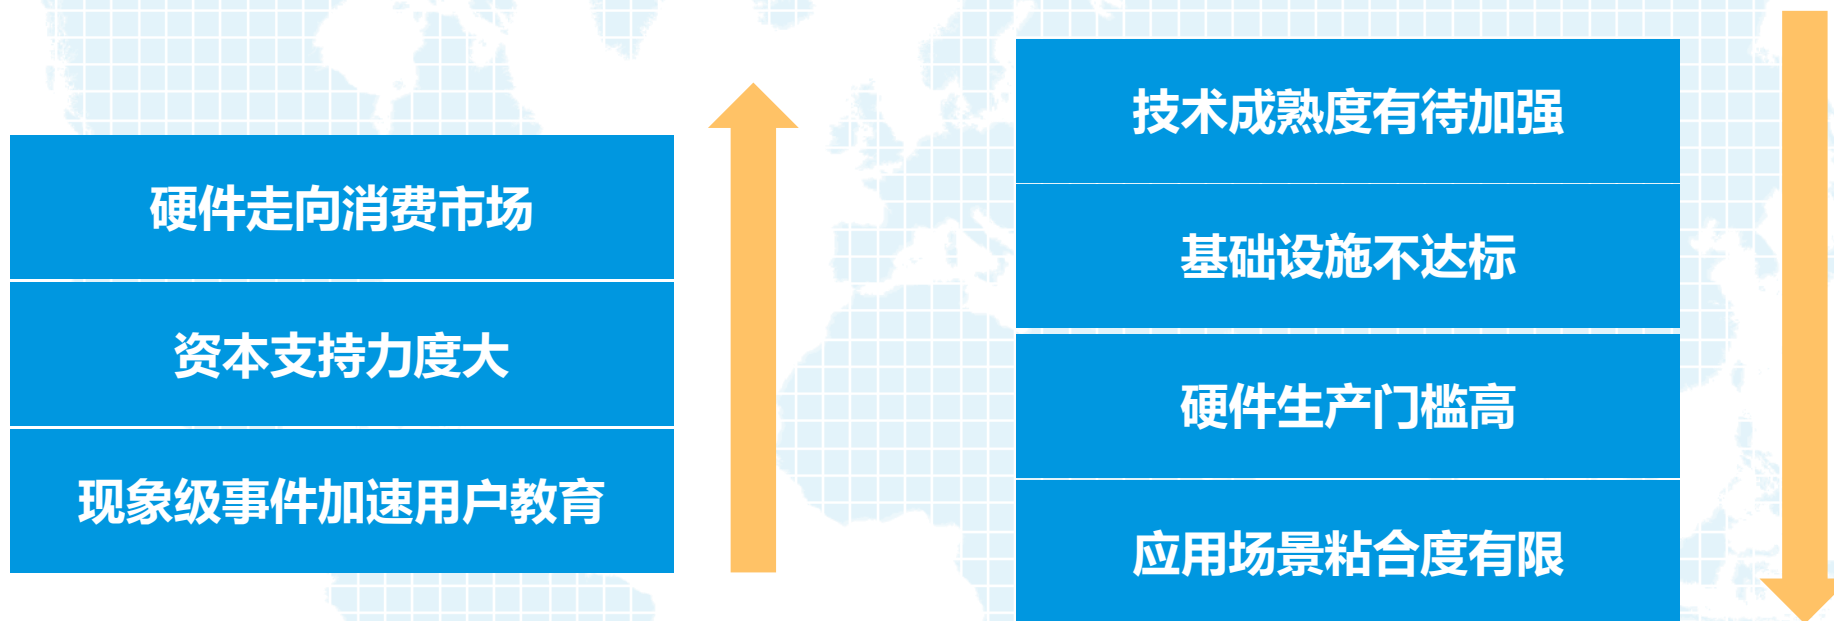 硬件走向消费市场
资本支持力度大
现象级事件加速用户教育
技术成熟度有待加强
基础设施不达标
硬件生产门槛高
应用场景粘合度有限